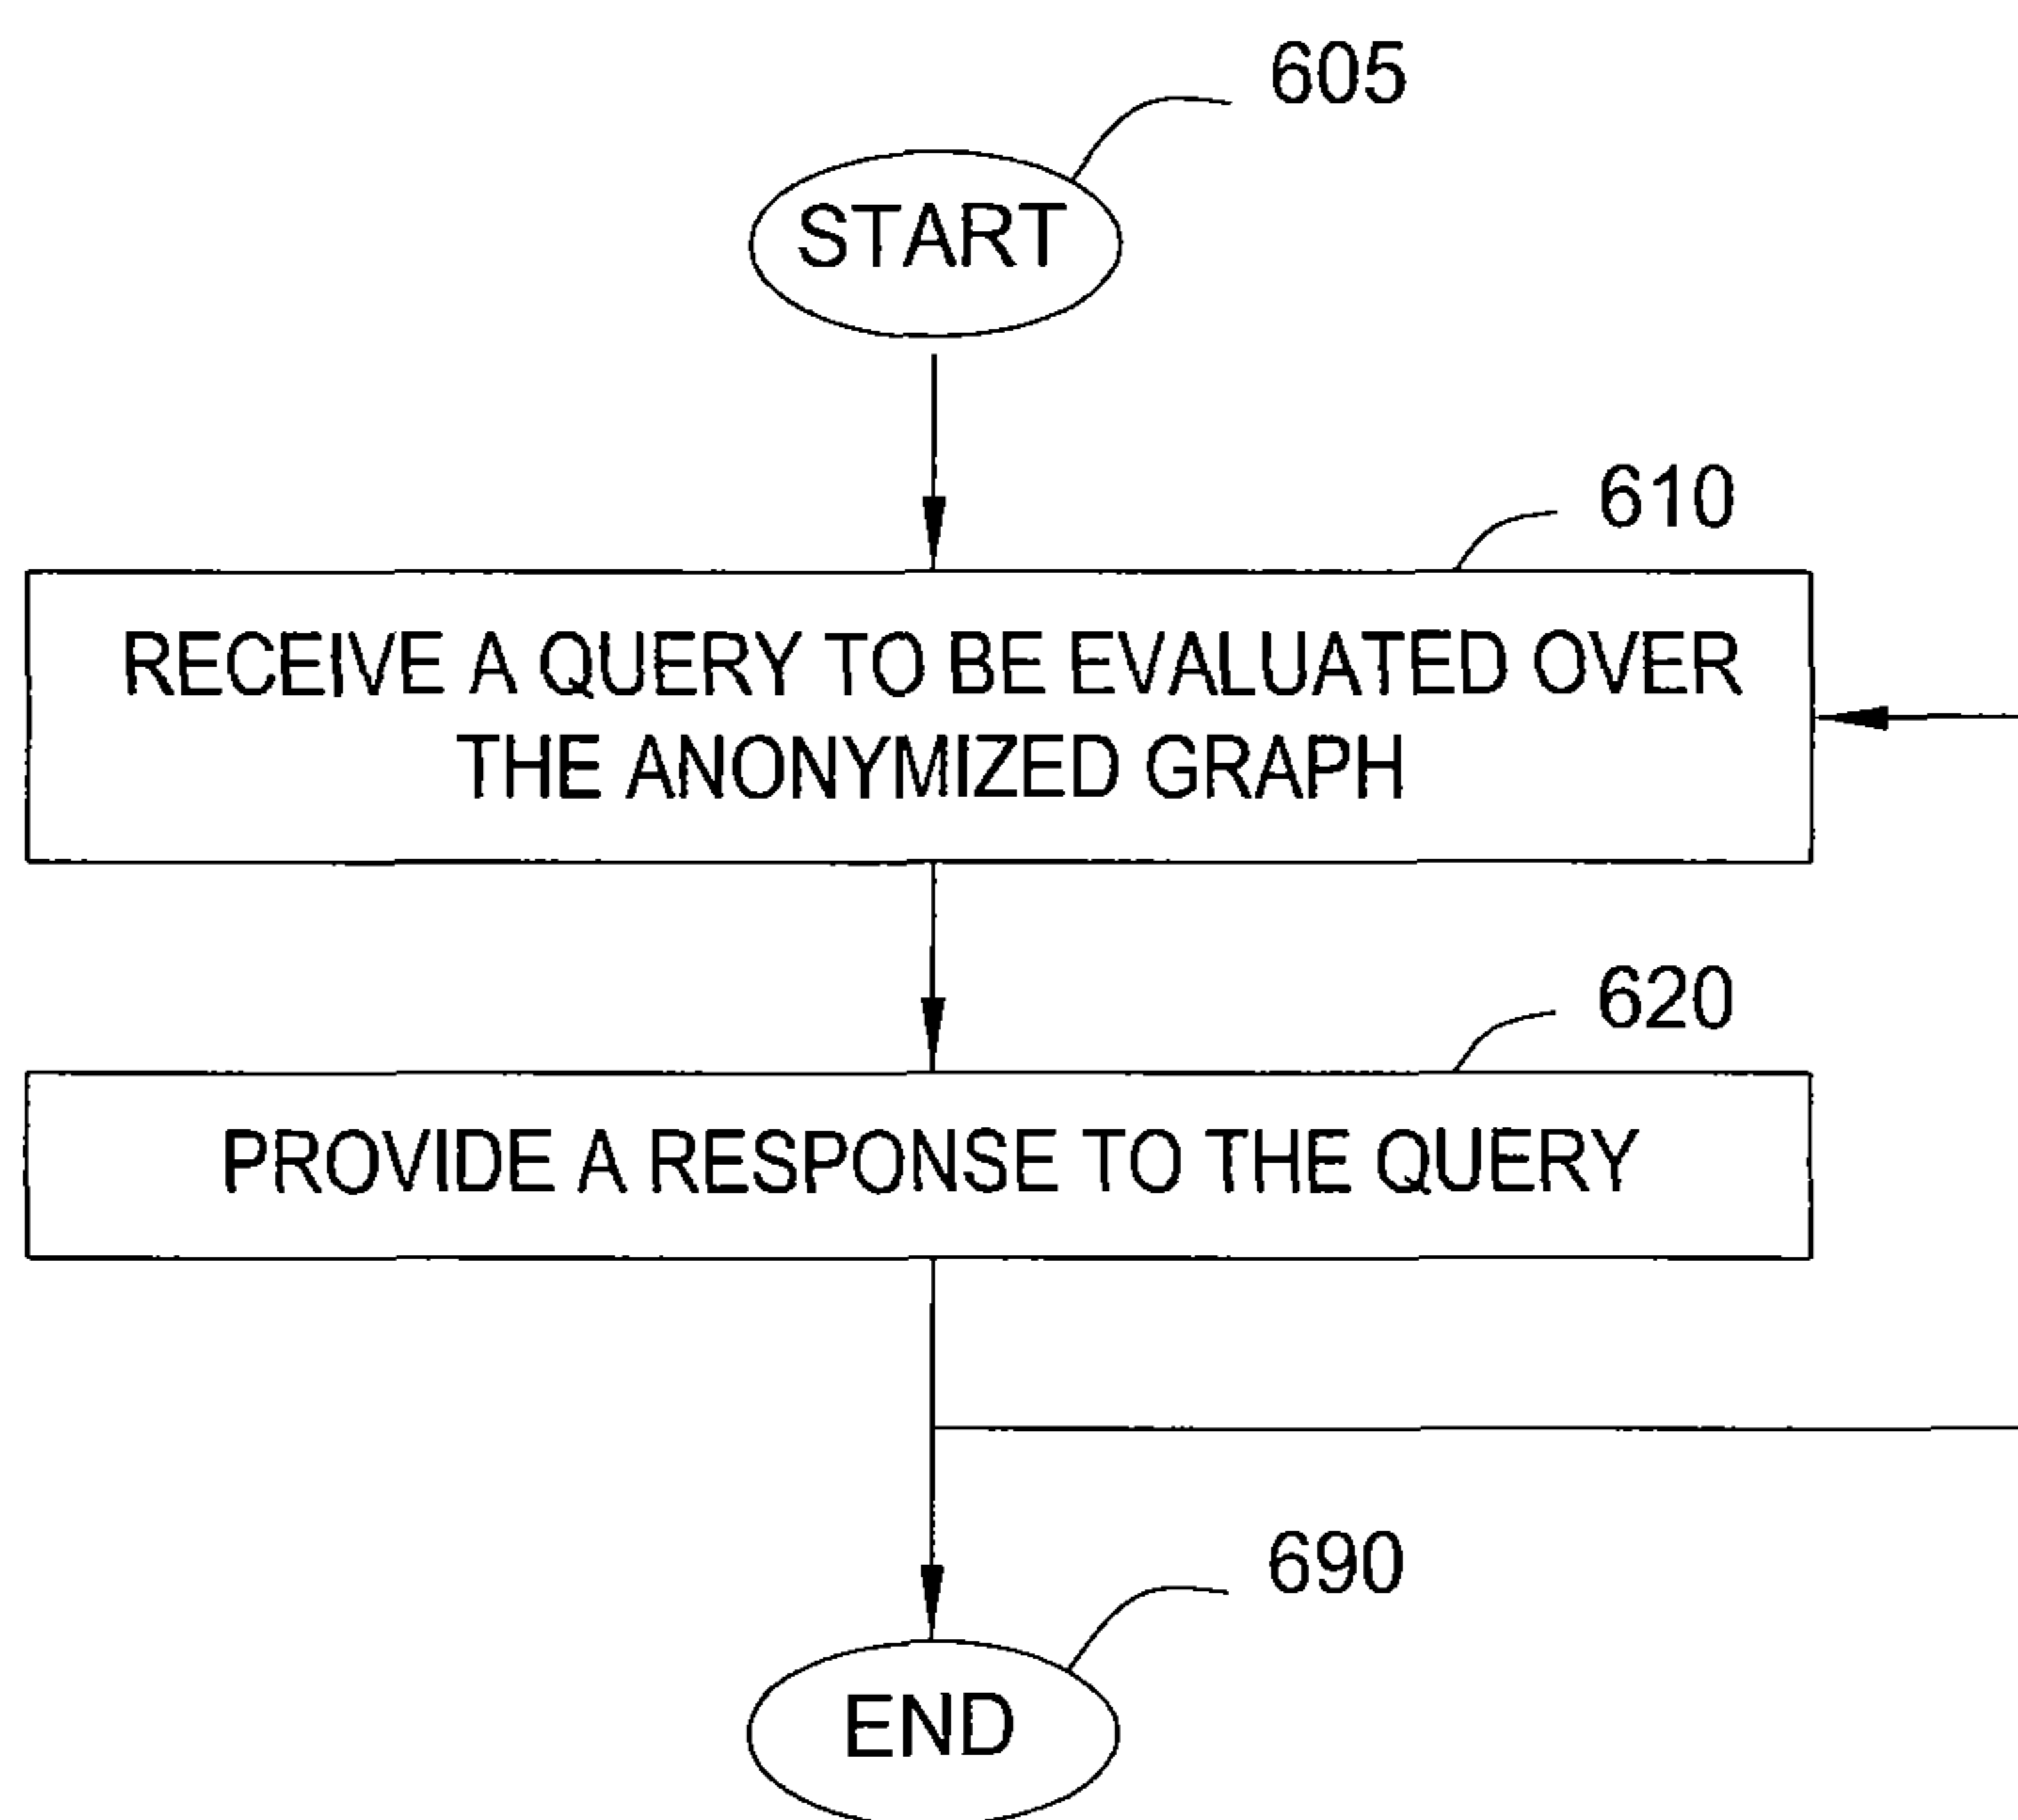 605
START
610
RECEIVE A QUERY TO BE EVALUATED OVER
THE ANONYMIZED GRAPH
620
PROVIDE A RESPONSE TO THE QUERY
690
END